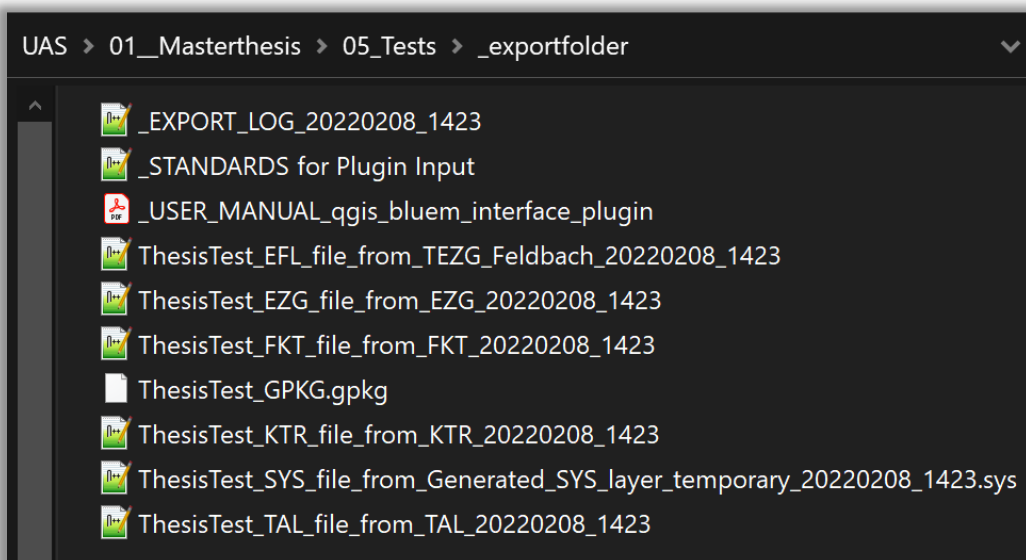 UAS > 01__Masterthesis > 05_Tests > _exportfolder
_EXPORT_LOG_20220208_1423
_STANDARDS for Plugin Input
_USER_MANUAL_qgis_bluem_interface_plugin
ThesisTest_EFL_file_from_TEZG_Feldbach_20220208_1423
ThesisTest_EZG_file_from_EZG_20220208_1423
ThesisTest_FKT_file_from_FKT_20220208_1423
ThesisTest_GPKG.gpkg
ThesisTest_KTR_file_from_KTR_20220208_1423
ThesisTest_SYS_file_from_Generated_SYS_layer_temporary_20220208_1423.sys
ThesisTest_TAL_file_from_TAL_20220208_1423